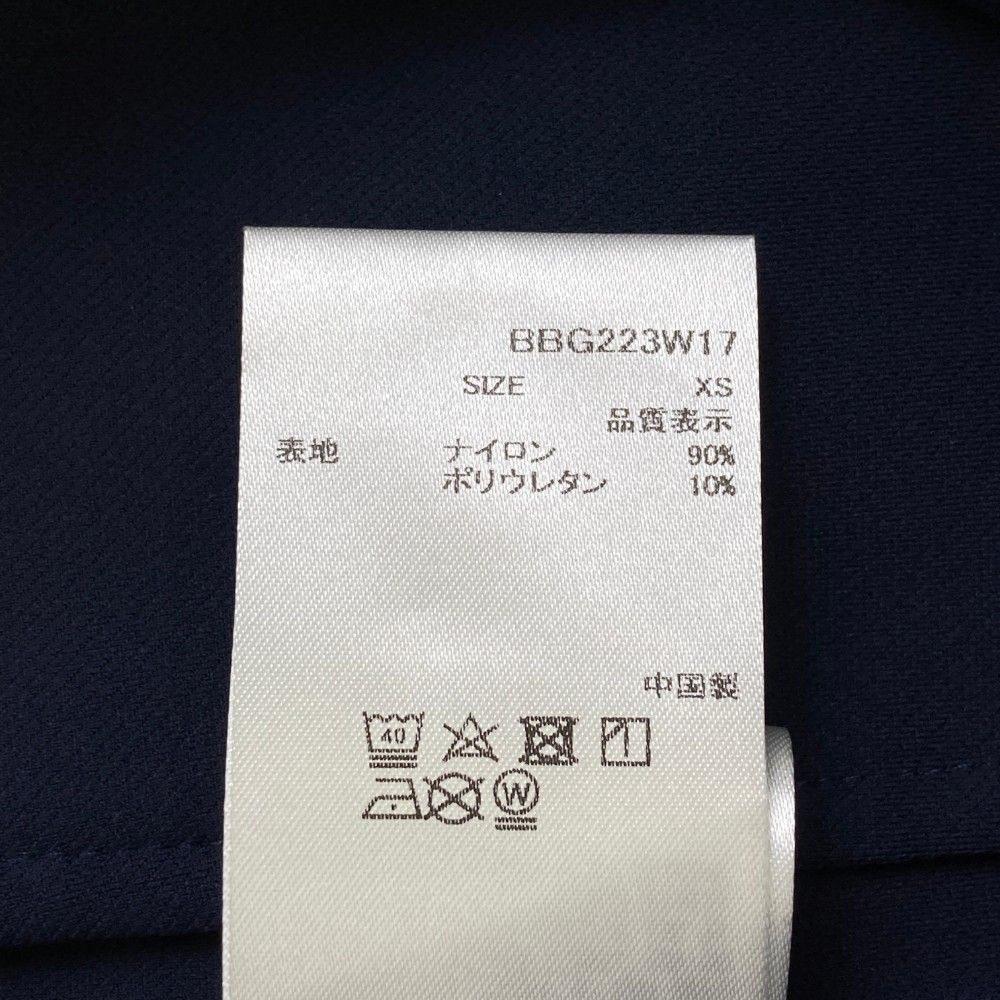 BBG223W17
SIZE XS
品質表示
表地 ナイロン 90%
ポリウレタン 10%
中国製
40
W